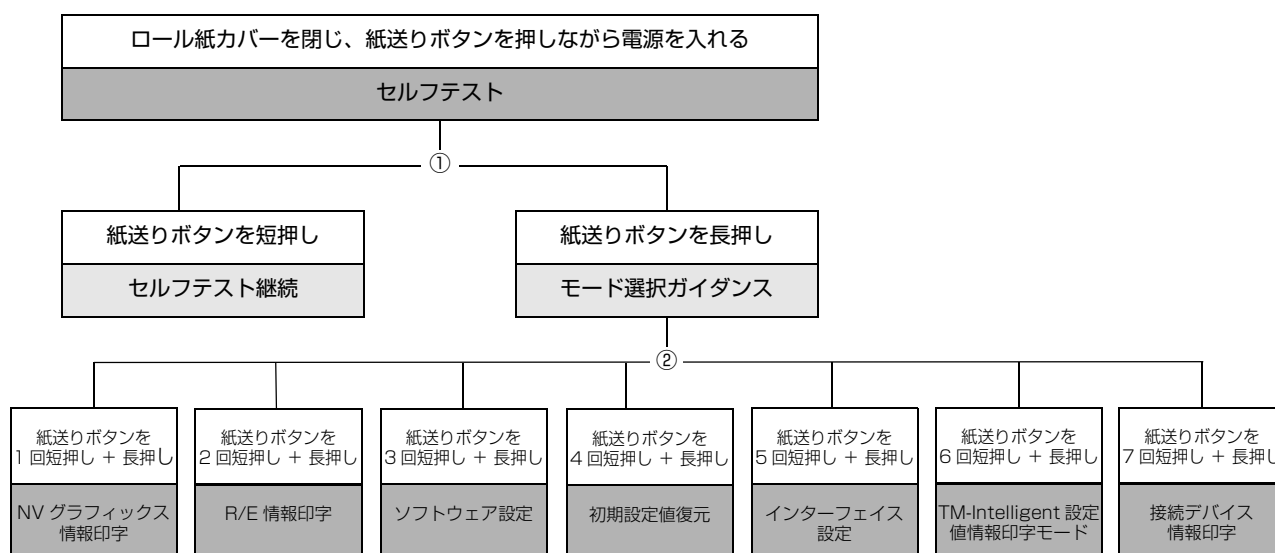 ロール紙カバーを閉じ、紙送りボタンを押しながら電源を入れる
セルフテスト
①
紙送りボタンを短押し
セルフテスト継続
紙送りボタンを長押し
モード選択ガイダンス
②
紙送りボタンを
1 回短押し + 長押し
NV グラフィックス
情報印字
紙送りボタンを
2 回短押し + 長押し
R/E 情報印字
紙送りボタンを
3 回短押し + 長押し
ソフトウェア設定
紙送りボタンを
4 回短押し + 長押し
初期設定値復元
紙送りボタンを
5 回短押し + 長押し
インターフェイス
設定
紙送りボタンを
6 回短押し + 長押し
TM-Intelligent 設定
値情報印字モード
紙送りボタンを
7 回短押し + 長押し
接続デバイス
情報印字